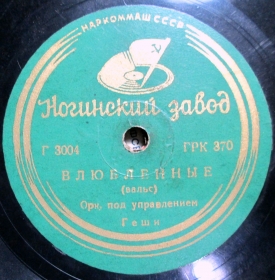 НАРКОММАШ СССР
Ногинский завод
Г 3004 ГРК 370
ВЛЮБЛЕННЫЕ
(вальс)
Орк. под управлением
Геши